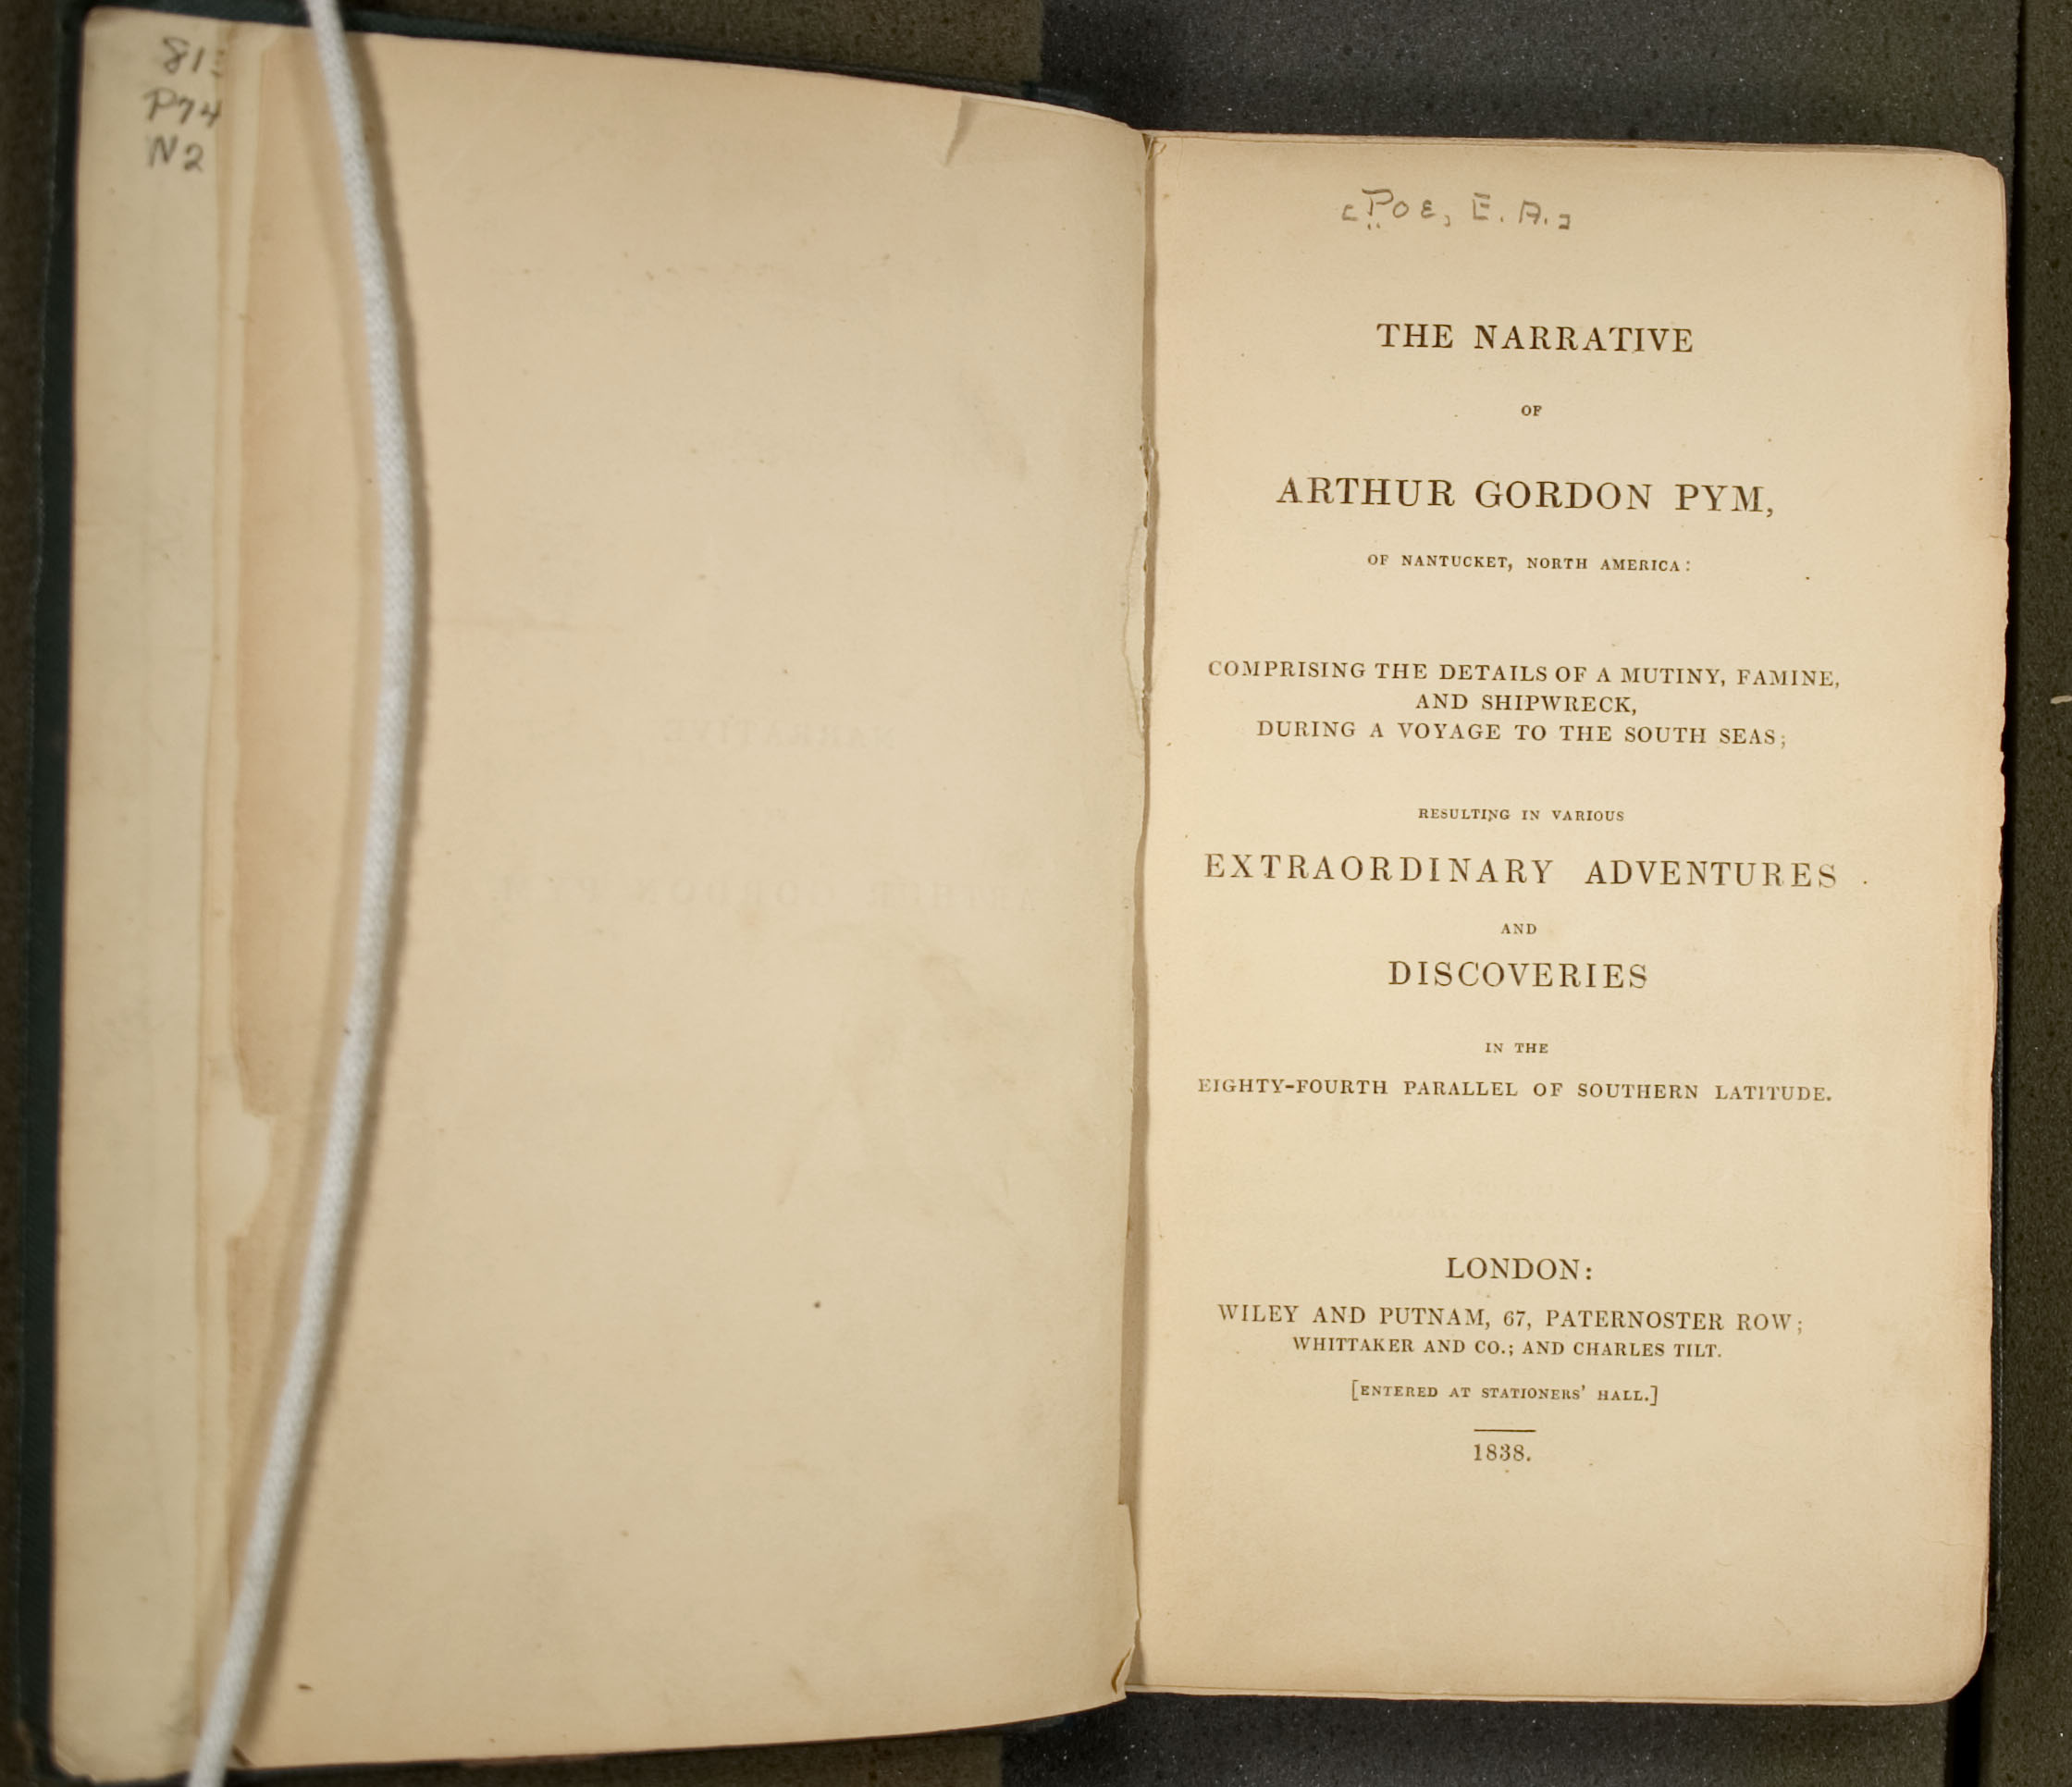 81
P74
N2
[Poe, E. A.]
THE NARRATIVE
OF
ARTHUR GORDON PYM,
OF NANTUCKET, NORTH AMERICA:
COMPRISING THE DETAILS OF A MUTINY, FAMINE,
AND SHIPWRECK,
DURING A VOYAGE TO THE SOUTH SEAS;
RESULTING IN VARIOUS
EXTRAORDINARY ADVENTURES
AND
DISCOVERIES
IN THE
EIGHTY-FOURTH PARALLEL OF SOUTHERN LATITUDE.
LONDON:
WILEY AND PUTNAM, 67, PATERNOSTER ROW;
WHITTAKER AND CO.; AND CHARLES TILT.
[ENTERED AT STATIONERS' HALL.]
1838.